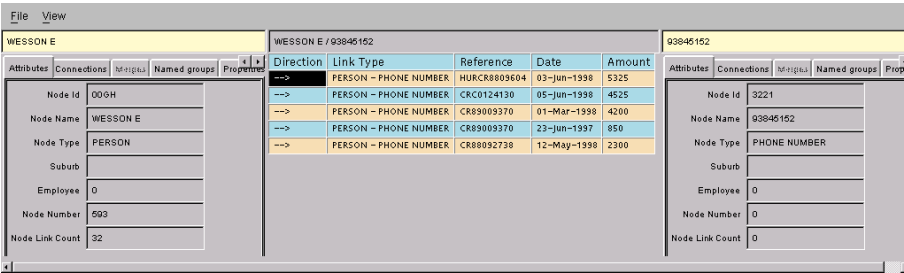 File View
WESSON E
WESSON E / 93845152
93845152
Attributes Connections Merges Named groups Properties
Node Id 00GH
Node Name WESSON E
Node Type PERSON
Suburb
Employee 0
Node Number 593
Node Link Count 32
Direction Link Type Reference Date Amount
--> PERSON – PHONE NUMBER HURCR8809604 03-Jun-1998 5325
--> PERSON – PHONE NUMBER CRC0124130 05-Jun-1998 4525
--> PERSON – PHONE NUMBER CR89009370 01-Mar-1998 4200
--> PERSON – PHONE NUMBER CR89009370 23-Jun-1997 850
--> PERSON – PHONE NUMBER CR88092738 12-May-1998 2300
Attributes Connections Merges Named groups Prop
Node Id 3221
Node Name 93845152
Node Type PHONE NUMBER
Suburb
Employee 0
Node Number 0
Node Link Count 0